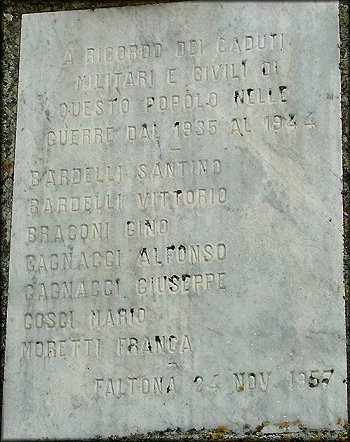 A RICORDO DEI CADUTI
MILITARI E CIVILI DI
QUESTO POPOLO NELLE
GUERRE DAL 1935 AL 1944
BARDELLI SANTINO
BARDELLI VITTORIO
BRACONI GINO
CAGNACCI ALFONSO
CAGNACCI GIUSEPPE
COSCI MARIO
MORETTI FRANCA
FALTONA 24 NOV. 1957